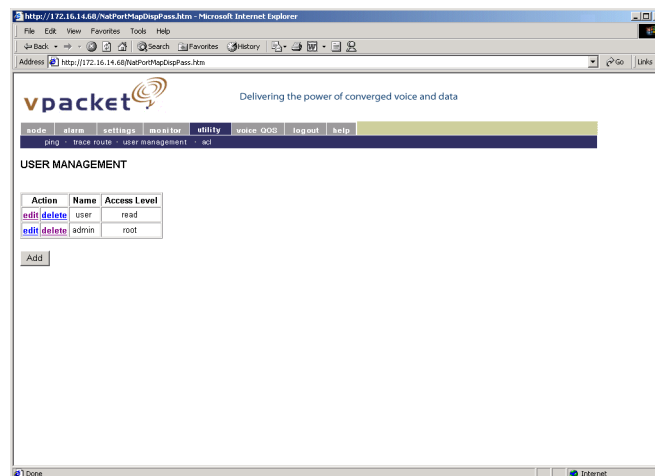 http://172.16.14.68/NatPortMapDispPass.htm - Microsoft Internet Explorer
File Edit View Favorites Tools Help
Back Search Favorites History
Address http://172.16.14.68/NatPortMapDispPass.htm Go Links
vpacket Delivering the power of converged voice and data
node alarm settings monitor utility voice QOS logout help
ping · trace route · user management · acl
USER MANAGEMENT
Action Name Access Level
edit delete user read
edit delete admin root
Add
Done Internet